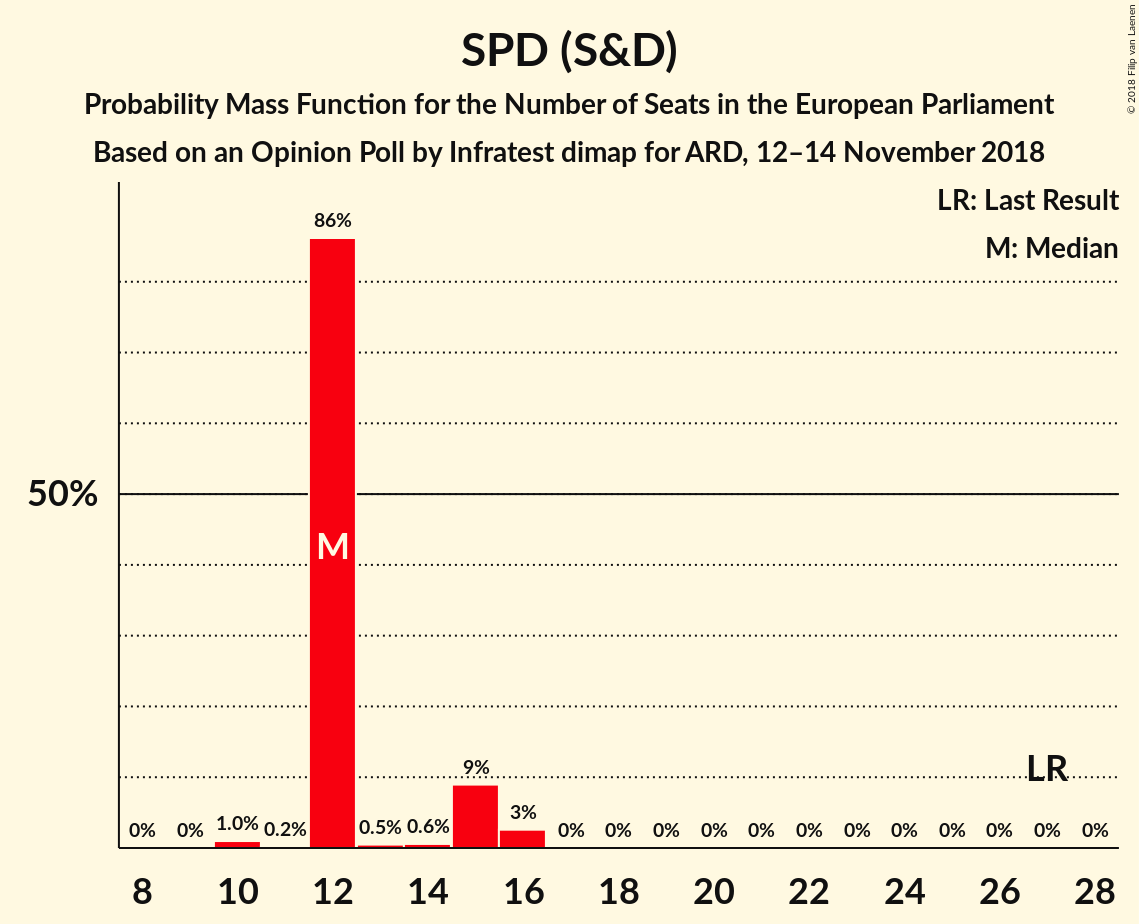 SPD (S&D)
Probability Mass Function for the Number of Seats in the European Parliament
Based on an Opinion Poll by Infratest dimap for ARD, 12–14 November 2018
© 2018 Filip van Laenen
LR: Last Result
M: Median
86%
50%
M
9%
LR
3%
0% 0% 1.0% 0.2% 0.5% 0.6% 0% 0% 0% 0% 0% 0% 0% 0% 0% 0% 0% 0%
8 10 12 14 16 18 20 22 24 26 28